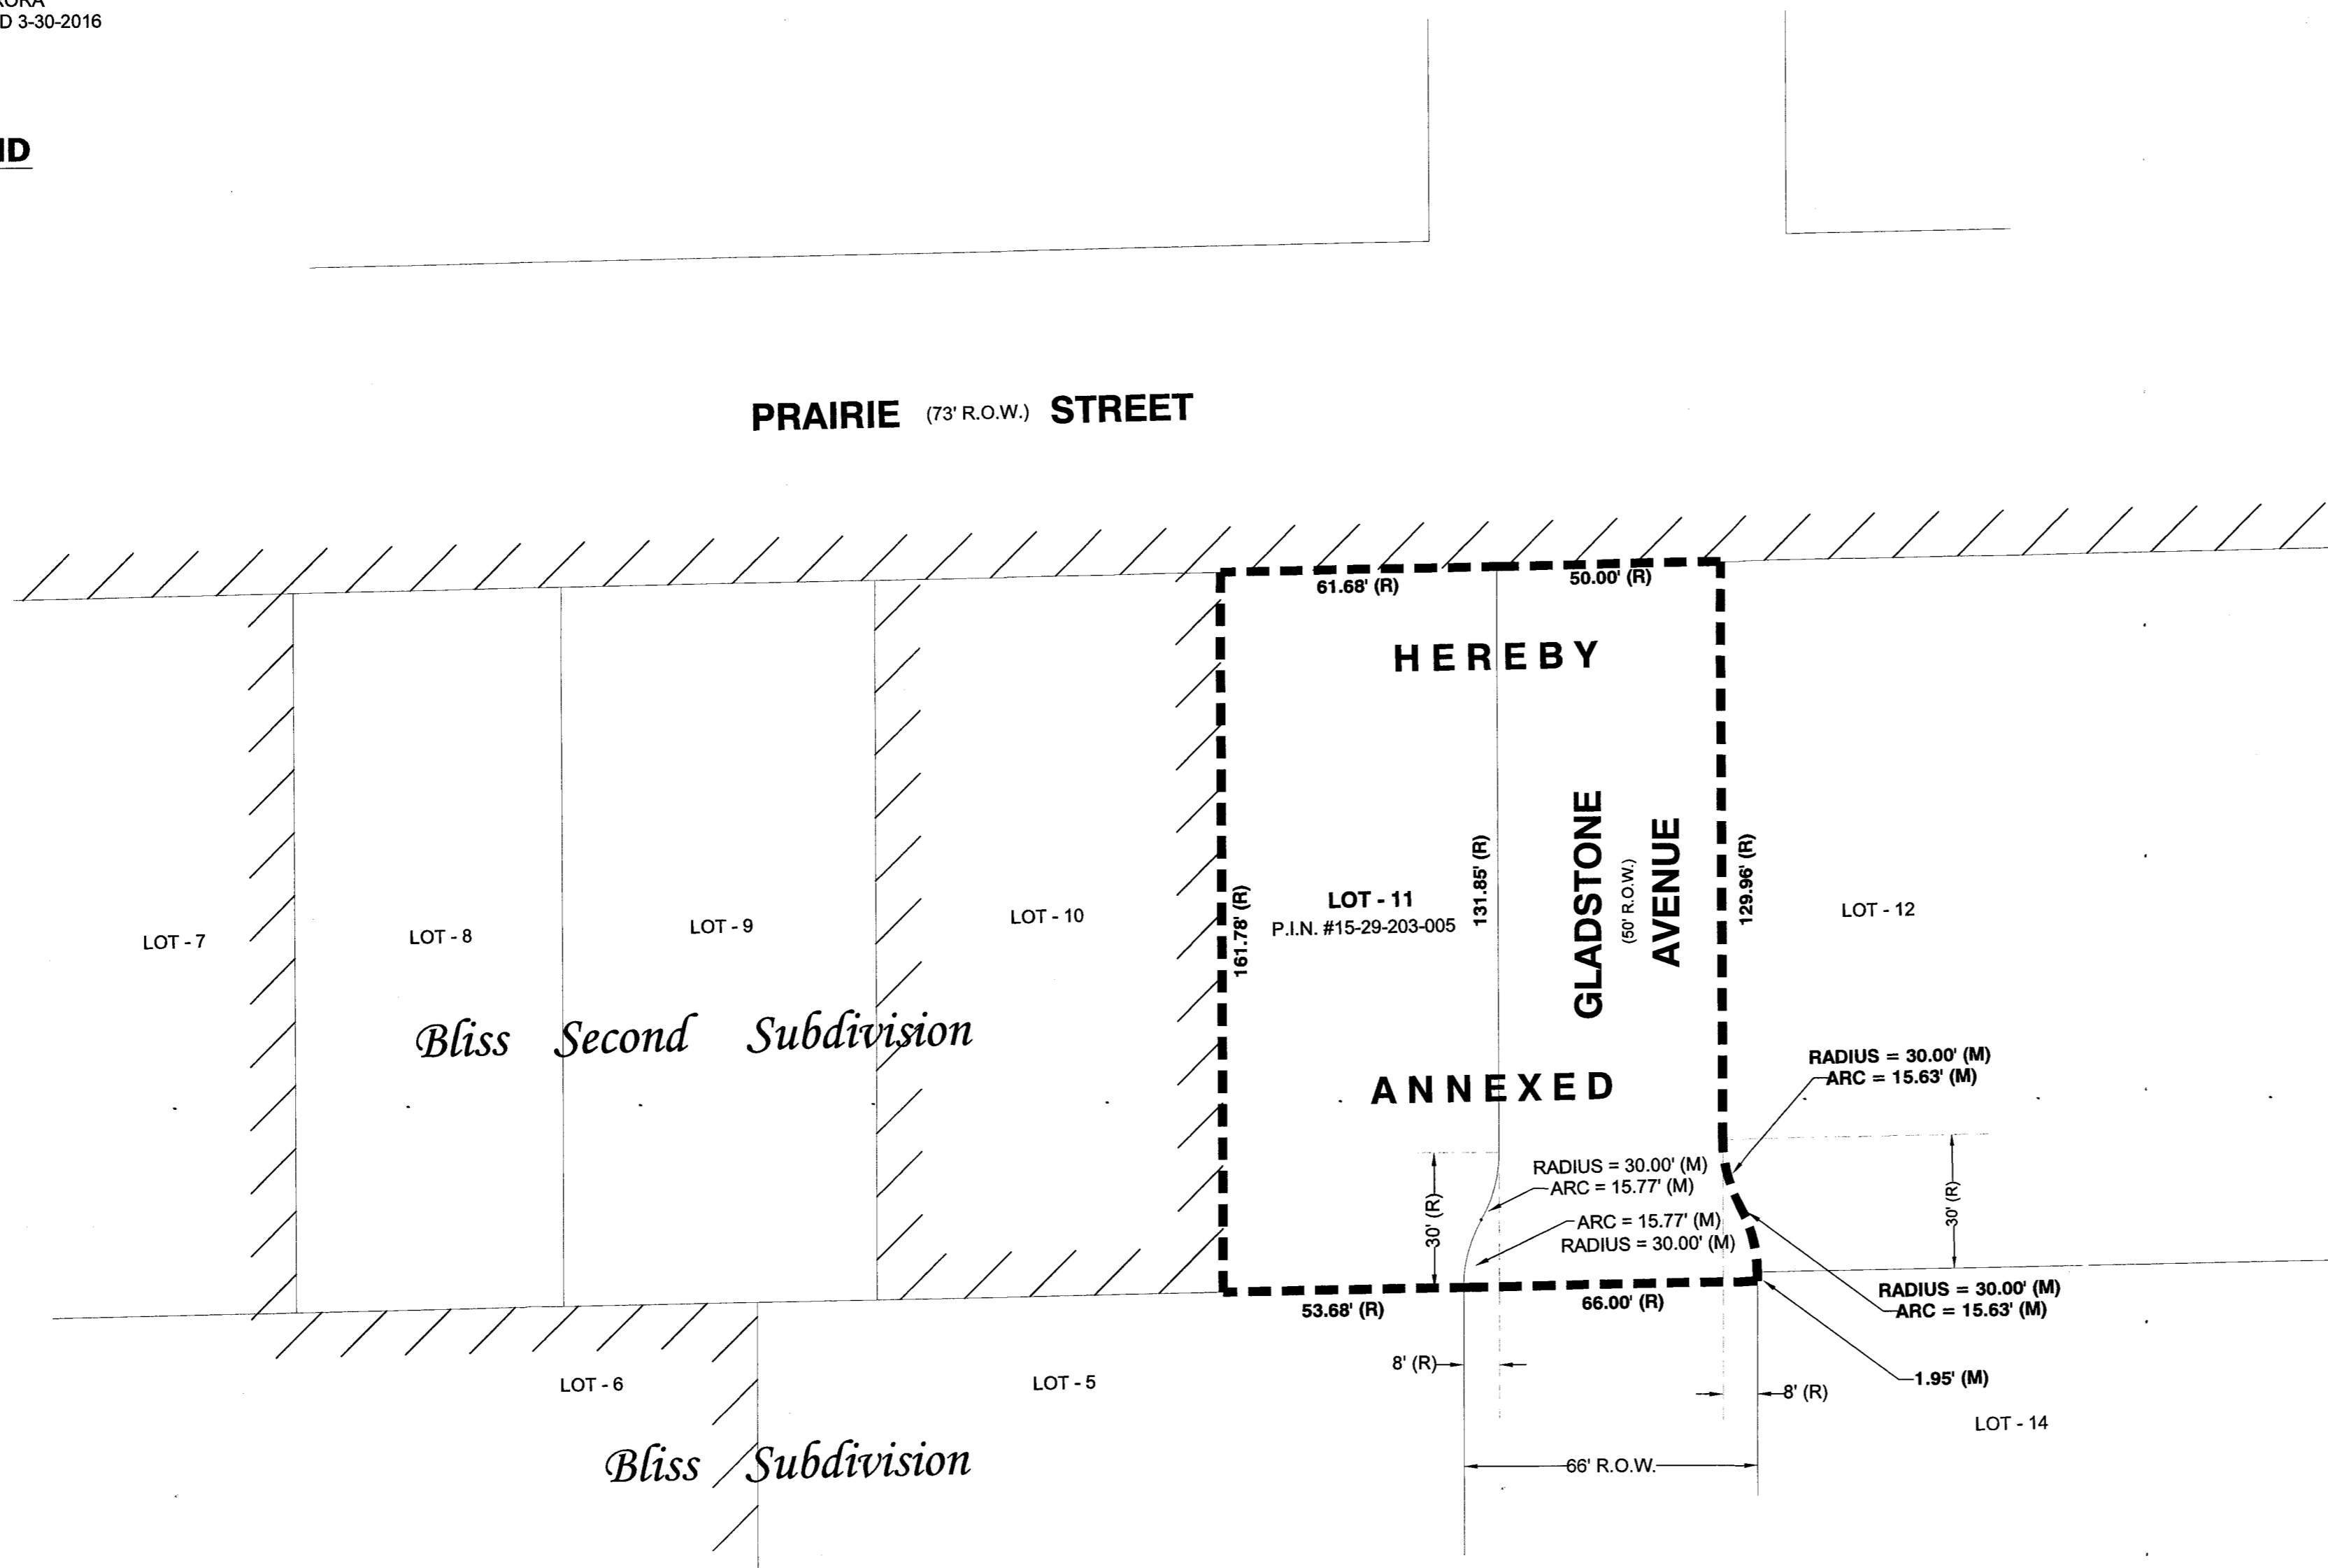 D 3-30-2016
PRAIRIE (73' R.O.W.) STREET
61.68' (R)
50.00' (R)
HEREBY
GLADSTONE
(50' R.O.W.)
AVENUE
131.85' (R)
129.96' (R)
161.78' (R)
LOT - 7
LOT - 8
LOT - 9
LOT - 10
LOT - 11
P.I.N. #15-29-203-005
LOT - 12
Bliss Second Subdivision
ANNEXED
RADIUS = 30.00' (M)
ARC = 15.63' (M)
RADIUS = 30.00' (M)
ARC = 15.77' (M)
ARC = 15.77' (M)
RADIUS = 30.00' (M)
30' (R)
30' (R)
53.68' (R)
66.00' (R)
RADIUS = 30.00' (M)
ARC = 15.63' (M)
8' (R)
1.95' (M)
8' (R)
LOT - 6
LOT - 5
LOT - 14
Bliss Subdivision
66' R.O.W.